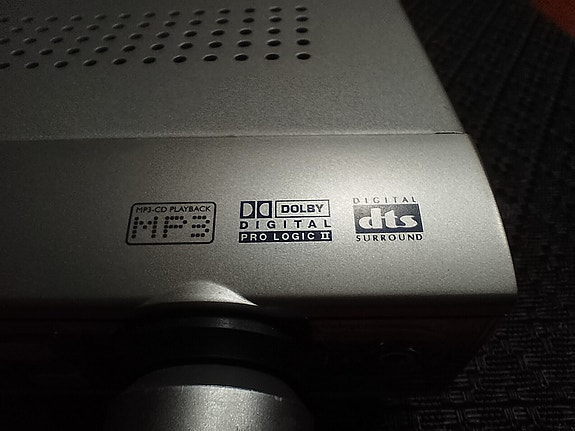 MP3-CD PLAYBACK
MP3
DOLBY
DIGITAL
PRO LOGIC II
DIGITAL
dts
SURROUND